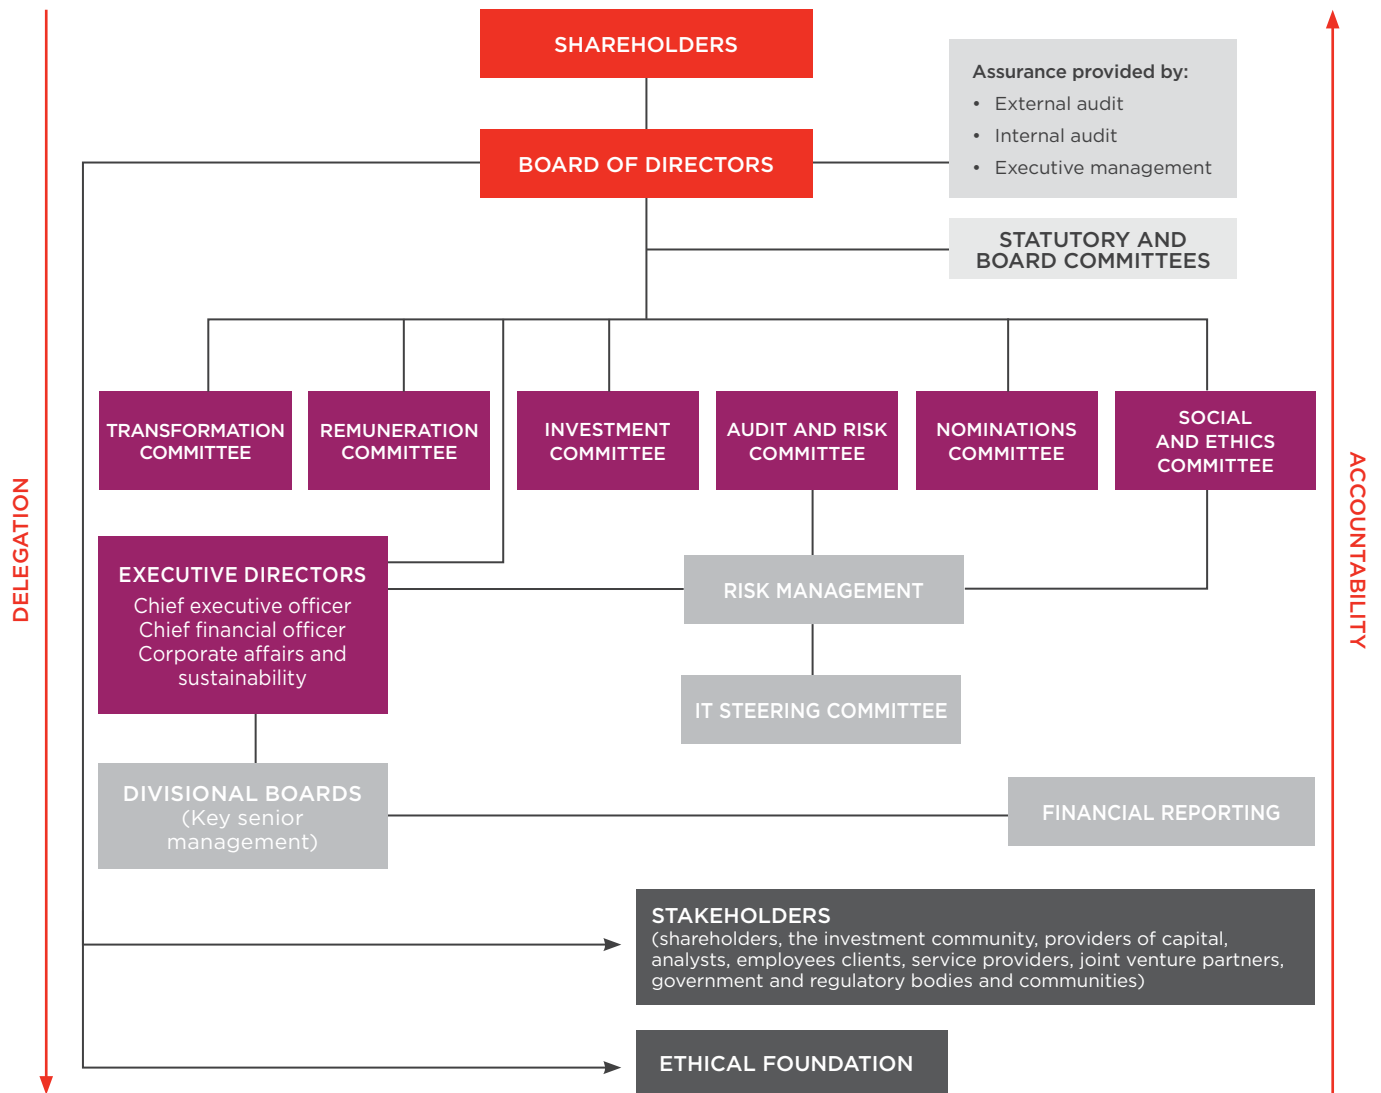 SHAREHOLDERS
Assurance provided by:
• External audit
• Internal audit
• Executive management
BOARD OF DIRECTORS
STATUTORY AND
BOARD COMMITTEES
TRANSFORMATION
COMMITTEE
REMUNERATION
COMMITTEE
INVESTMENT
COMMITTEE
AUDIT AND RISK
COMMITTEE
NOMINATIONS
COMMITTEE
SOCIAL
AND ETHICS
COMMITTEE
DELEGATION
ACCOUNTABILITY
EXECUTIVE DIRECTORS
Chief executive officer
Chief financial officer
Corporate affairs and
sustainability
RISK MANAGEMENT
IT STEERING COMMITTEE
DIVISIONAL BOARDS
(Key senior
management)
FINANCIAL REPORTING
STAKEHOLDERS
(shareholders, the investment community, providers of capital,
analysts, employees clients, service providers, joint venture partners,
government and regulatory bodies and communities)
ETHICAL FOUNDATION